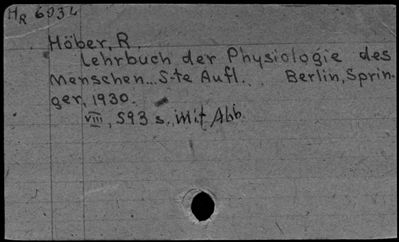 HR 6934
Höber, R.
Lehrbuch der Physiologie des
Menschen... 5-te Aufl. Berlin, Sprin-
ger, 1930.
VIII, 593 s. mit Abb.